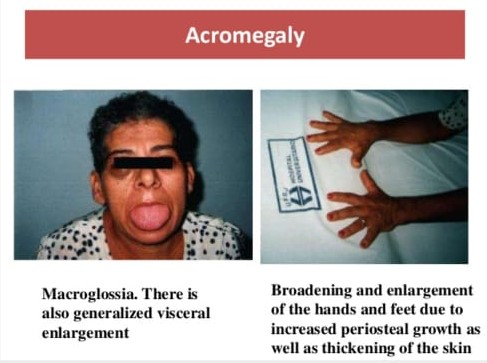 Acromegaly
Macroglossia. There is
also generalized visceral
enlargement
Broadening and enlargement
of the hands and feet due to
increased periosteal growth as
well as thickening of the skin